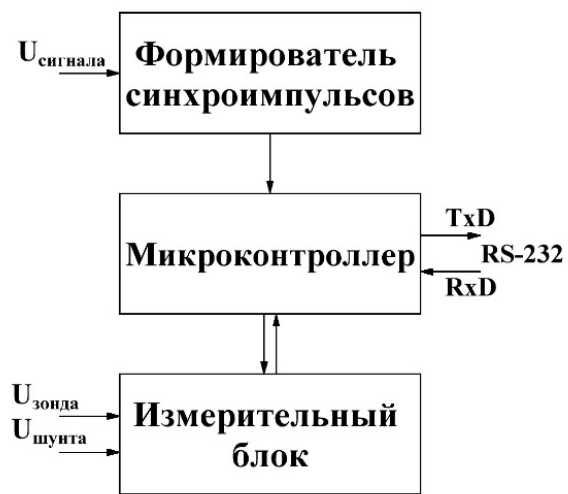 Uсигнала
Формирователь
синхроимпульсов
Микроконтроллер
TxD
RS-232
RxD
Uзонда
Uшунта
Измерительный
блок